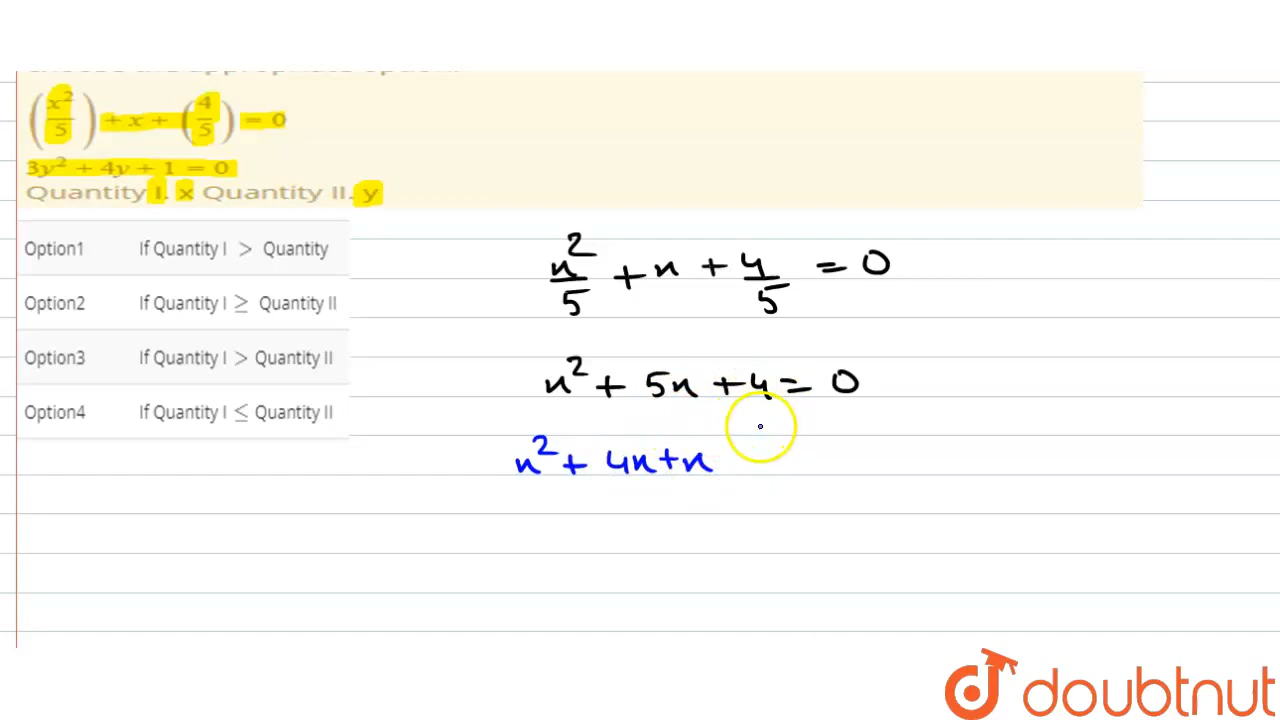 (x²/5) + x + (4/5) = 0
3y² + 4y + 1 = 0
Quantity I. x Quantity II. y
Option1 If Quantity I > Quantity
Option2 If Quantity I ≥ Quantity II
Option3 If Quantity I > Quantity II
Option4 If Quantity I ≤ Quantity II
x²/5 + x + 4/5 = 0
x² + 5x + 4 = 0
x² + 4x + x
doubtnut